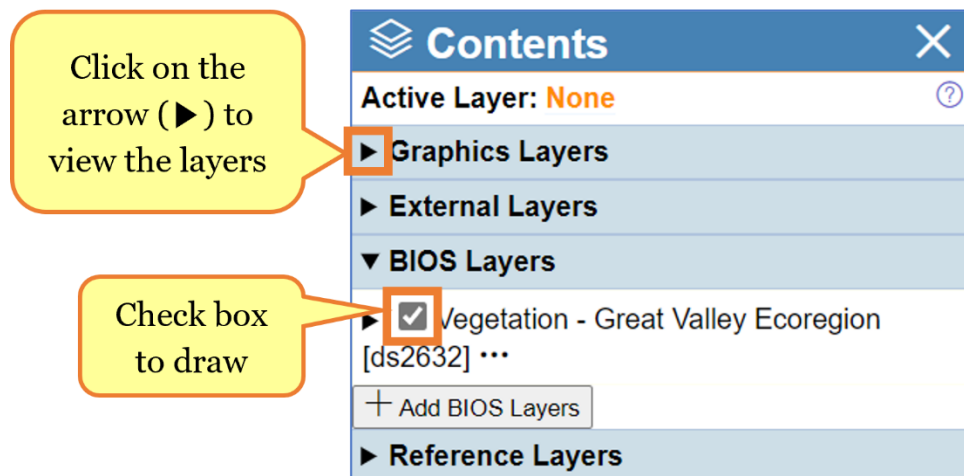 Click on the
arrow (▶) to
view the layers
Contents
Active Layer: None
▶ Graphics Layers
▶ External Layers
▼ BIOS Layers
Check box
to draw
▶ Vegetation - Great Valley Ecoregion
[ds2632] •••
+ Add BIOS Layers
▶ Reference Layers